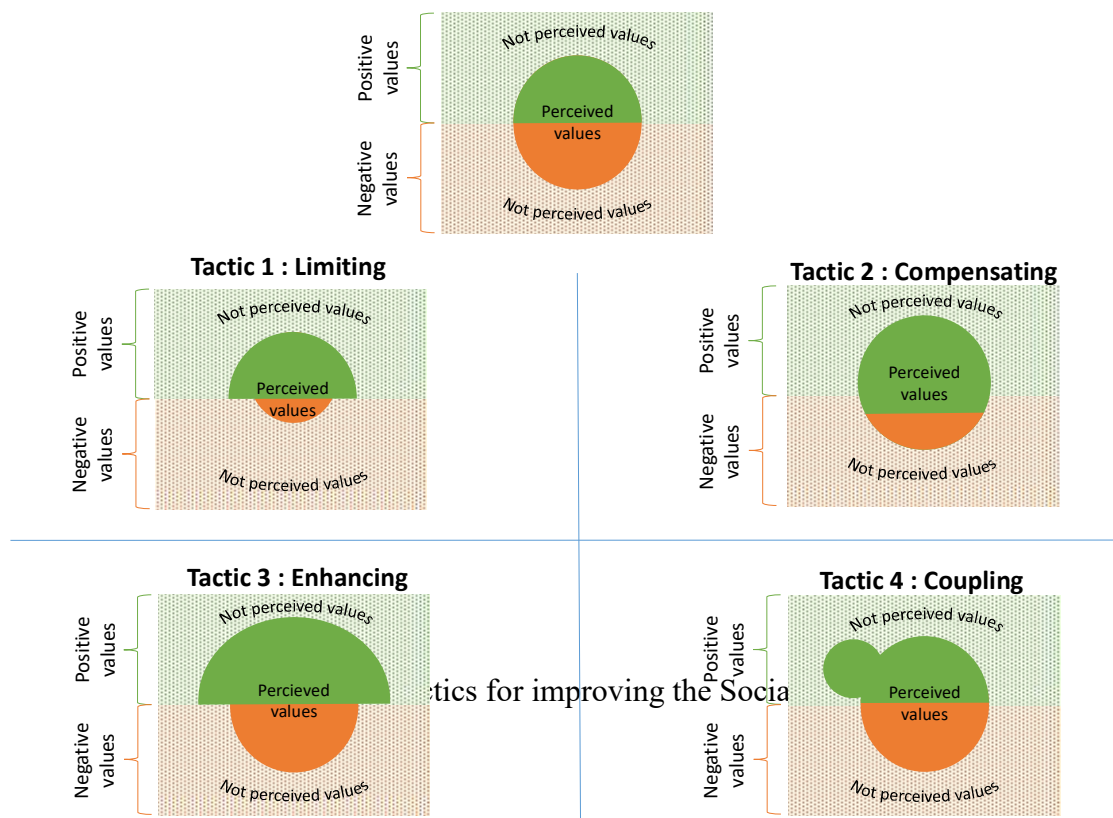 Positive
values
Negative
values
Not perceived values
Perceived
values
Not perceived values
Tactic 1 : Limiting
Positive
values
Negative
values
Not perceived values
Perceived
values
Not perceived values
Tactic 2 : Compensating
Positive
values
Negative
values
Not perceived values
Perceived
values
Not perceived values
Tactic 3 : Enhancing
Positive
values
Negative
values
Not perceived values
Percieved
values
Not perceived values
Tactic 4 : Coupling
Positive
values
Negative
values
Not perceived values
Perceived
values
Not perceived values
for improving the